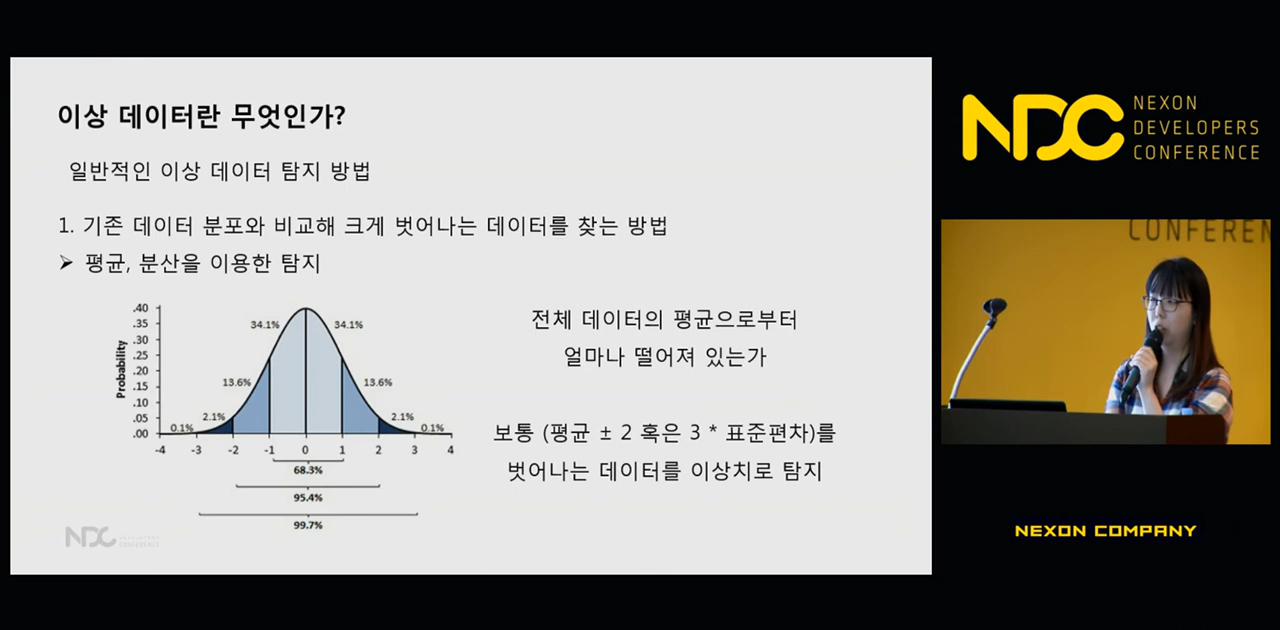 이상 데이터란 무엇인가?
일반적인 이상 데이터 탐지 방법
1. 기존 데이터 분포와 비교해 크게 벗어나는 데이터를 찾는 방법
➢ 평균, 분산을 이용한 탐지
Probability
.40
.35
.30
.25
.20
.15
.10
.05
.00
34.1% 34.1%
13.6% 13.6%
2.1% 2.1%
0.1% 0.1%
-4 -3 -2 -1 0 1 2 3 4
68.3%
95.4%
99.7%
전체 데이터의 평균으로부터
얼마나 떨어져 있는가
보통 (평균 ± 2 혹은 3 * 표준편차)를
벗어나는 데이터를 이상치로 탐지
NDC
CONFERENCE
NDC
NEXON
DEVELOPERS
CONFERENCE
CONFEREN
NEXON COMPANY